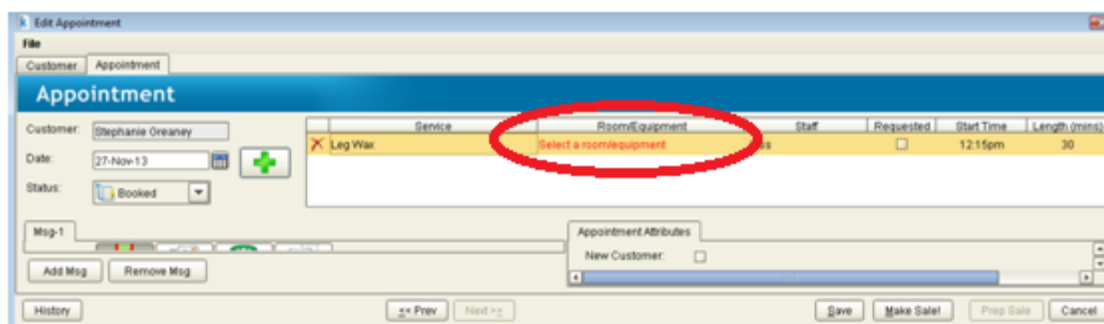 Edit Appointment
File
Customer Appointment
Appointment
Service Room/Equipment Staff Requested Start Time Length (mins)
Customer: Stephanie Greaney
Leg Wax Select a room/equipment 12:15pm 30
Date: 27-Nov-13
Status: Booked
Msg-1 Appointment Attributes
New Customer:
Add Msg Remove Msg
History << Prev Next >> Save Make Sale! Prep Sale Cancel